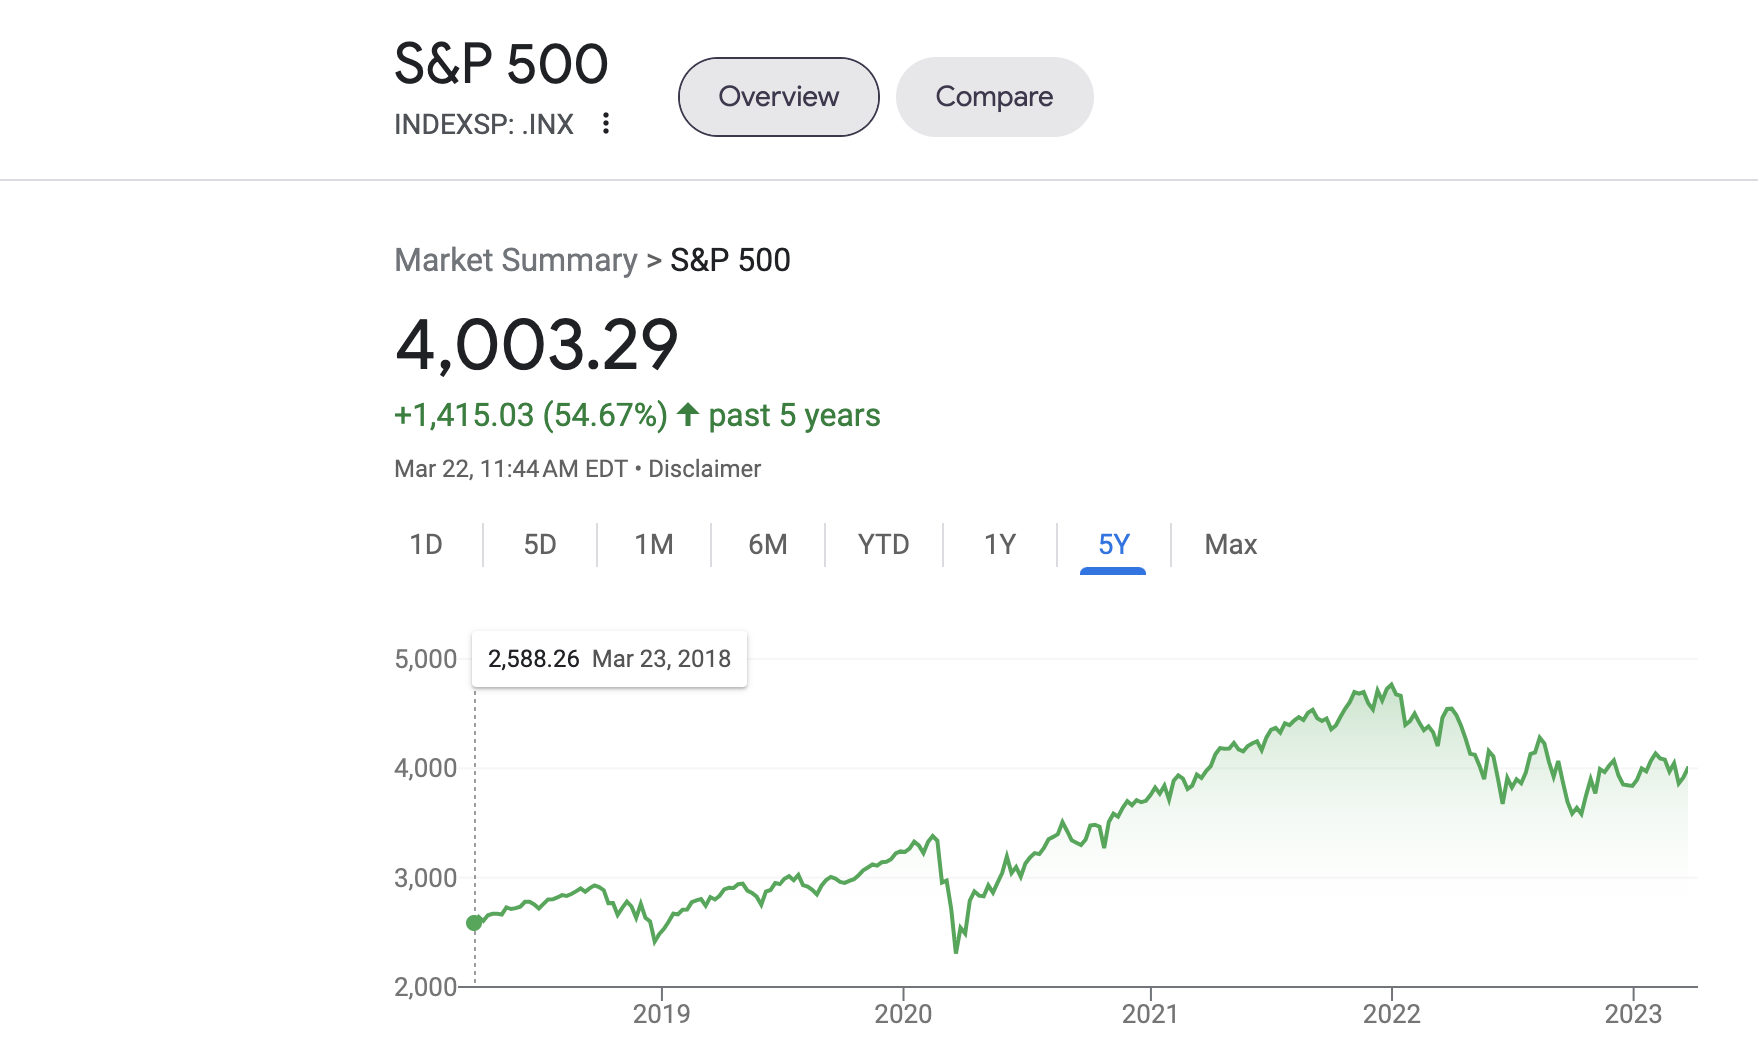 S&P 500
INDEXSP: .INX
Overview
Compare
Market Summary > S&P 500
4,003.29
+1,415.03 (54.67%) ↑ past 5 years
Mar 22, 11:44 AM EDT • Disclaimer
1D 5D 1M 6M YTD 1Y 5Y Max
5,000
2,588.26 Mar 23, 2018
4,000
3,000
2,000
2019 2020 2021 2022 2023